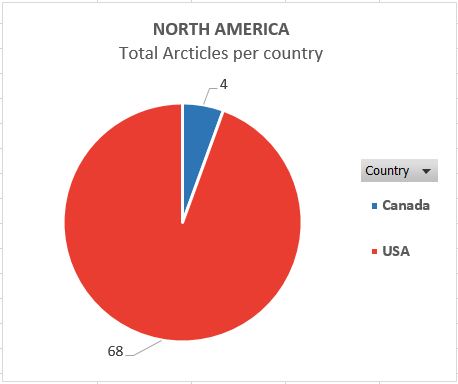 NORTH AMERICA
Total Arcticles per country
4
Country
Canada
USA
68